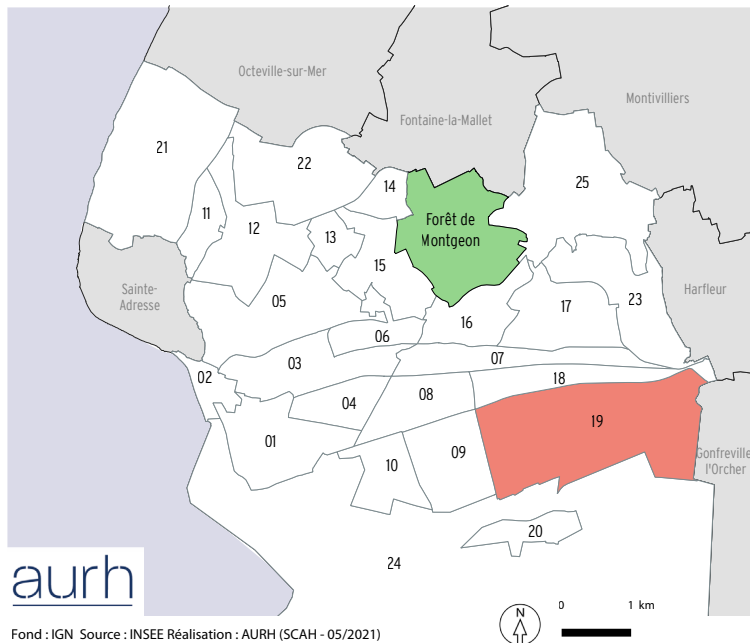 Octeville-sur-Mer
Montivilliers
Fontaine-la-Mallet
21
22
14
25
11
12
13
Forêt de
Montgeon
15
Sainte-
Adresse
05
Harfleur
23
17
16
06
03
07
02
18
08
04
19
01
09
10
Gonfreville
l'Orcher
20
24
aurh
N
0 1 km
Fond : IGN Source : INSEE Réalisation : AURH (SCAH - 05/2021)